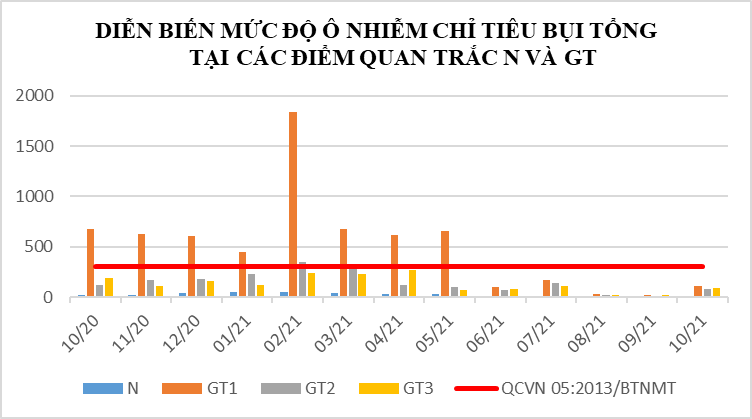 DIỄN BIẾN MỨC ĐỘ Ô NHIỄM CHỈ TIÊU BỤI TỔNG
TẠI CÁC ĐIỂM QUAN TRẮC N VÀ GT
2000
1500
1000
500
0
10/20 11/20 12/20 01/21 02/21 03/21 04/21 05/21 06/21 07/21 08/21 09/21 10/21
N GT1 GT2 GT3 QCVN 05:2013/BTNMT